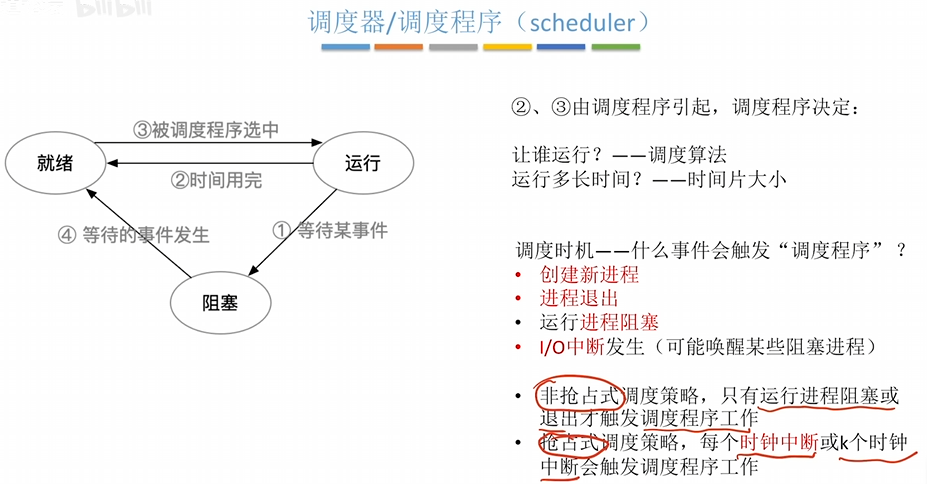 bilibili
调度器/调度程序（scheduler）
③被调度程序选中
就绪
运行
②时间用完
④ 等待的事件发生
① 等待某事件
阻塞
②、③由调度程序引起，调度程序决定：
让谁运行？——调度算法
运行多长时间？——时间片大小
调度时机——什么事件会触发“调度程序”？
• 创建新进程
• 进程退出
• 运行进程阻塞
• I/O中断发生（可能唤醒某些阻塞进程）
• 非抢占式调度策略，只有运行进程阻塞或
退出才触发调度程序工作
• 抢占式调度策略，每个时钟中断或k个时钟
中断会触发调度程序工作